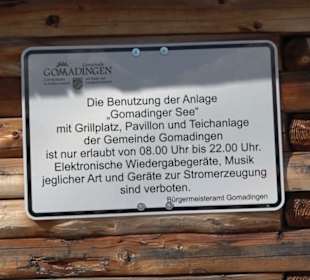 Gemeinde
GOMADINGEN
Die Benutzung der Anlage
„Gomadinger See"
mit Grillplatz, Pavillon und Teichanlage
der Gemeinde Gomadingen
ist nur erlaubt von 08.00 Uhr bis 22.00 Uhr.
Elektronische Wiedergabegeräte, Musik
jeglicher Art und Geräte zur Stromerzeugung
sind verboten.
Bürgermeisteramt Gomadingen